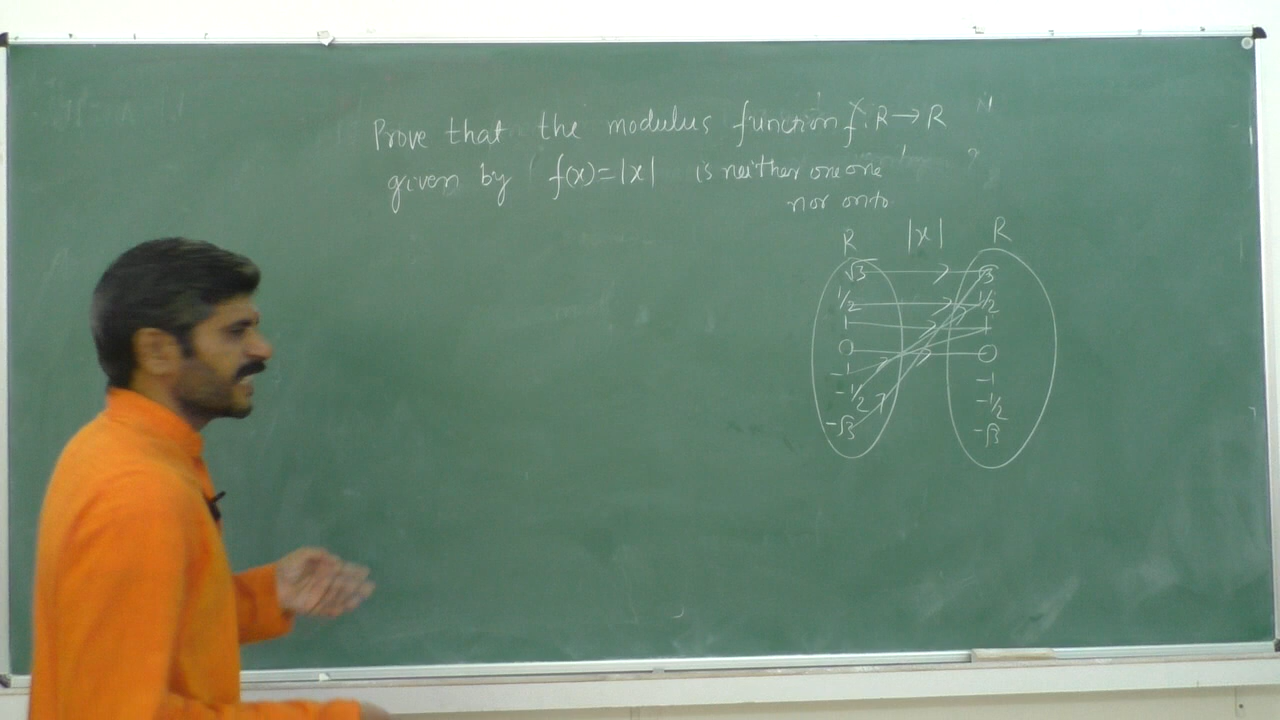 Prove that the modulus function f: R → R
given by f(x) = |x| is neither one one
nor onto
R |x| R
√3 √3
1/2 1/2
1 1
0 0
-1 -1
-1/2 -1/2
-√3 -√3